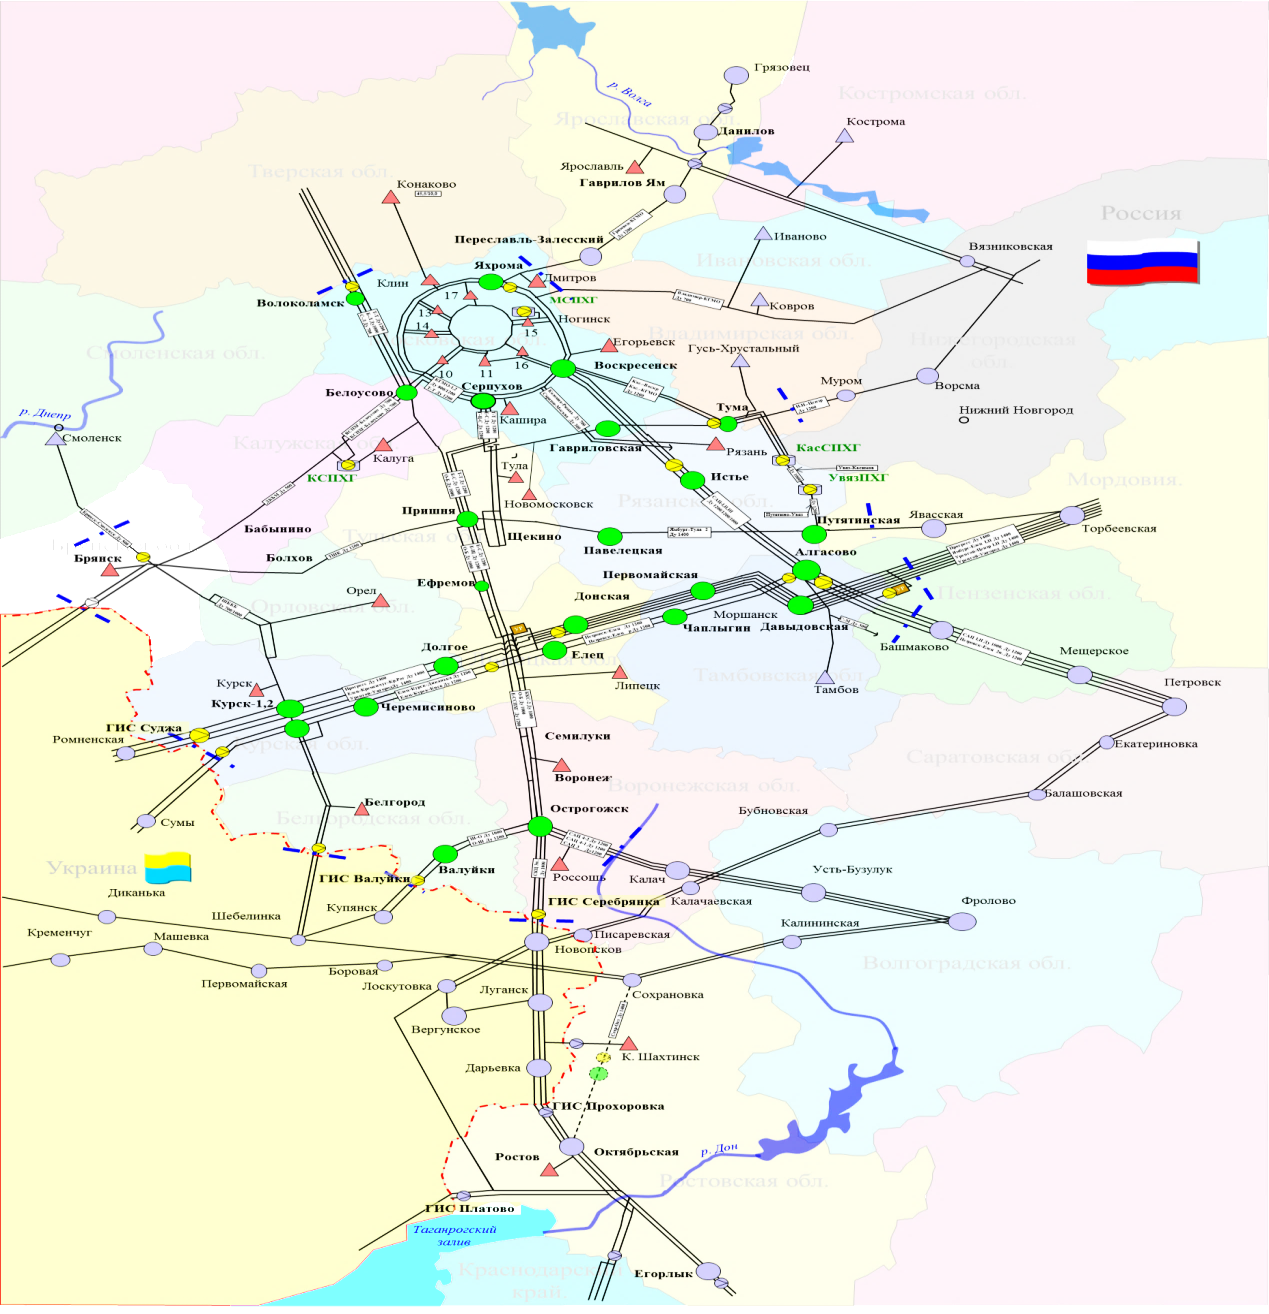 Грязовец
р. Волга
Костромская обл.
Ярославская обл.
Кострома
Данилов
Ярославль
Гаврилов Ям
Тверская обл.
Конаково
Россия
Переславль-Залесский
Иваново
Вязниковская
Ивановская обл.
Яхрома
Клин
Дмитров
МСПХГ
Волоколамск
17
13
14
15
Ногинск
Ковров
Владимирская обл.
Нижегородская
обл.
Смоленская обл.
Егорьевск
Гусь-Хрустальный
10
11
16
Воскресенск
Муром
Ворсма
Белоусово
Серпухов
Тума
Нижний Новгород
р. Днепр
Смоленск
Кашира
Калужская обл.
Калуга
КСПХГ
Гавриловская
Рязань
КасСПХГ
УвязПХГ
Тула
Новомосковск
Истье
Мордовия.
Рязанская обл.
Пришня
Бабынино
Щекино
Тульская обл.
Путятинская
Явасская
Торбеевская
Брянск
Болхов
Павелецкая
Алгасово
Ефремов
Первомайская
Орел
Орловская обл.
Донская
Моршанск
Чаплыгин
Давыдовская
Пензенская обл.
Башмаково
Долгое
Елец
Мещерское
Курск
Липецк
Тамбовская обл.
Тамбов
Петровск
Курск-1,2
Черемисиново
ГИС Суджа
Ромненская
Семилуки
Екатериновка
Саратовская обл.
Воронеж
Воронежская обл.
Балашовская
Белгород
Острогожск
Бубновская
Сумы
Белгородская обл.
Украина
Валуйки
ГИС Валуйки
Россошь
Калач
Усть-Бузулук
Диканька
Купянск
ГИС Серебрянка
Калачаевская
Фролово
Шебелинка
Калининская
Кременчуг
Машевка
Писаревская
Новопсков
Боровая
Волгоградская обл.
Первомайская
Лоскутовка
Луганск
Сохрановка
Вергунское
К. Шахтинск
Дарьевка
ГИС Прохоровка
Ростов
Октябрьская
р. Дон
Ростовская обл.
ГИС Платово
Таганрогский
залив
Егорлык
Краснодарский
край.